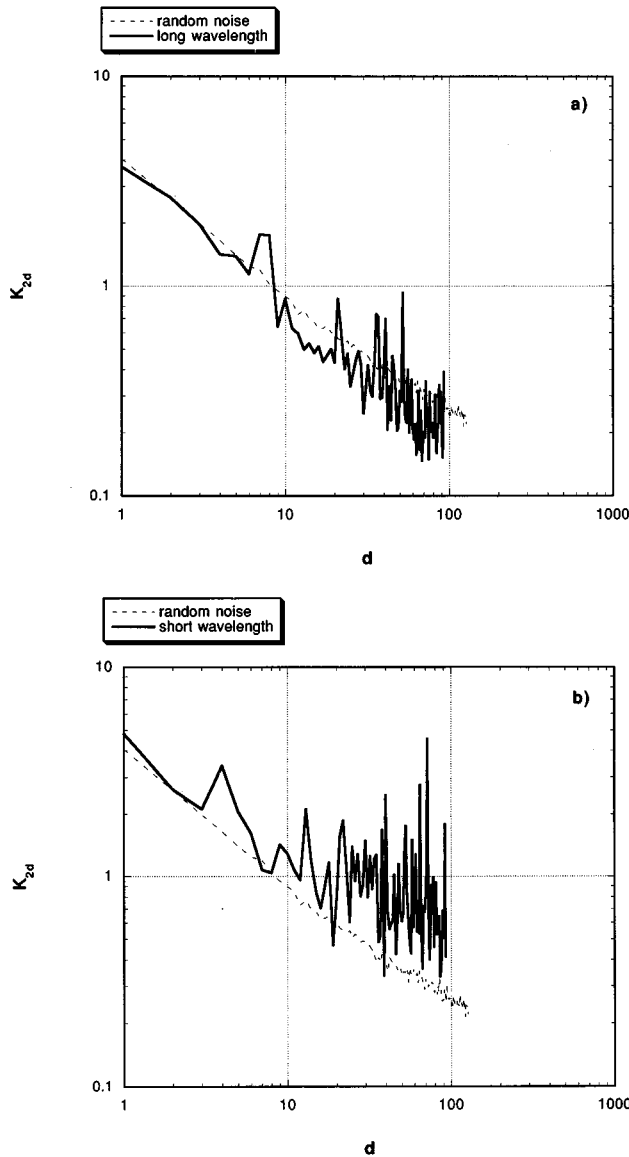 random noise
long wavelength
10
a)
1
K2d
0.1
1
10
100
1000
d
random noise
short wavelength
10
b)
1
K2d
0.1
1
10
100
1000
d